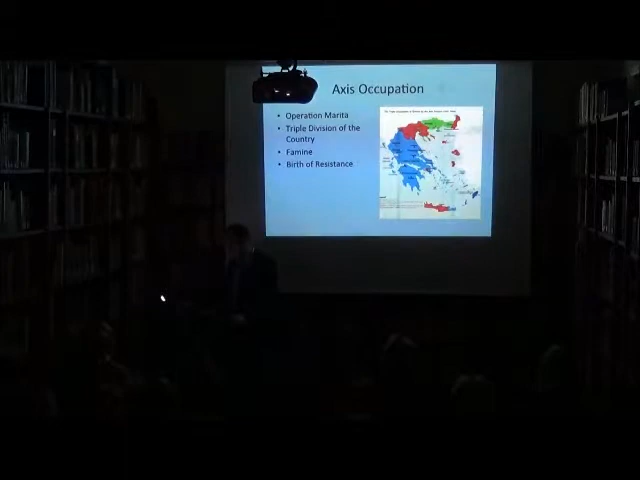 Axis Occupation
• Operation Marita
• Triple Division of the
Country
• Famine
• Birth of Resistance